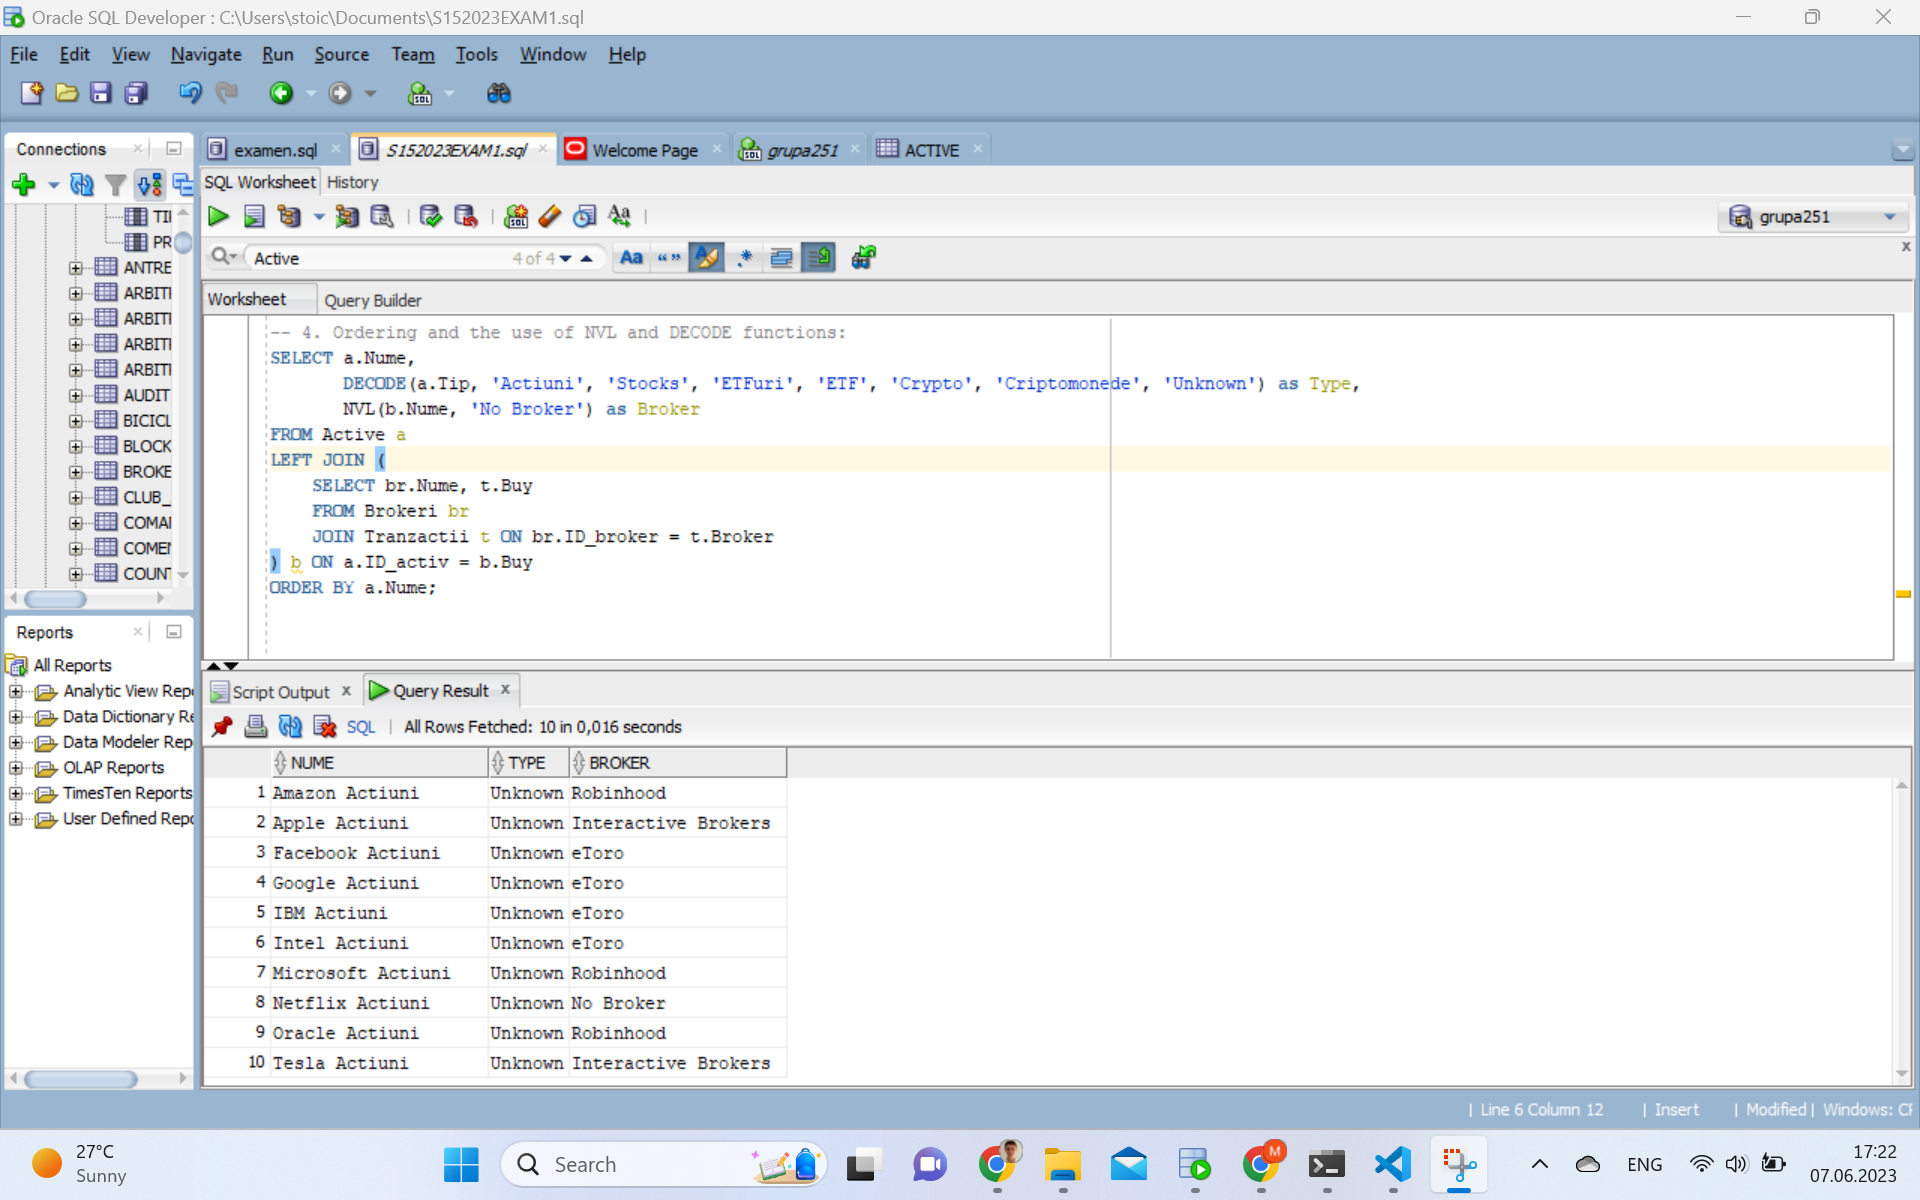 Oracle SQL Developer : C:\Users\stoic\Documents\S152023EXAM1.sql
File Edit View Navigate Run Source Team Tools Window Help
Connections
examen.sql
S152023EXAM1.sql
Welcome Page
grupa251
ACTIVE
SQL Worksheet History
grupa251
Active 4 of 4
Worksheet Query Builder
TI
PR
ANTRE
ARBIT
ARBIT
ARBIT
ARBIT
AUDIT
BICICL
BLOCK
BROKE
CLUB_
COMA
COME
COUN
-- 4. Ordering and the use of NVL and DECODE functions:
SELECT a.Nume,
DECODE(a.Tip, 'Actiuni', 'Stocks', 'ETFuri', 'ETF', 'Crypto', 'Criptomonede', 'Unknown') as Type,
NVL(b.Nume, 'No Broker') as Broker
FROM Active a
LEFT JOIN (
SELECT br.Nume, t.Buy
FROM Brokeri br
JOIN Tranzactii t ON br.ID_broker = t.Broker
) b ON a.ID_activ = b.Buy
ORDER BY a.Nume;
Reports
All Reports
Analytic View Rep
Data Dictionary Re
Data Modeler Rep
OLAP Reports
TimesTen Reports
User Defined Repo
Script Output Query Result
SQL | All Rows Fetched: 10 in 0,016 seconds
NUME TYPE BROKER
1 Amazon Actiuni Unknown Robinhood
2 Apple Actiuni Unknown Interactive Brokers
3 Facebook Actiuni Unknown eToro
4 Google Actiuni Unknown eToro
5 IBM Actiuni Unknown eToro
6 Intel Actiuni Unknown eToro
7 Microsoft Actiuni Unknown Robinhood
8 Netflix Actiuni Unknown No Broker
9 Oracle Actiuni Unknown Robinhood
10 Tesla Actiuni Unknown Interactive Brokers
| Line 6 Column 12 | Insert | Modified | Windows: CR
27°C
Sunny
Search
ENG
17:22
07.06.2023